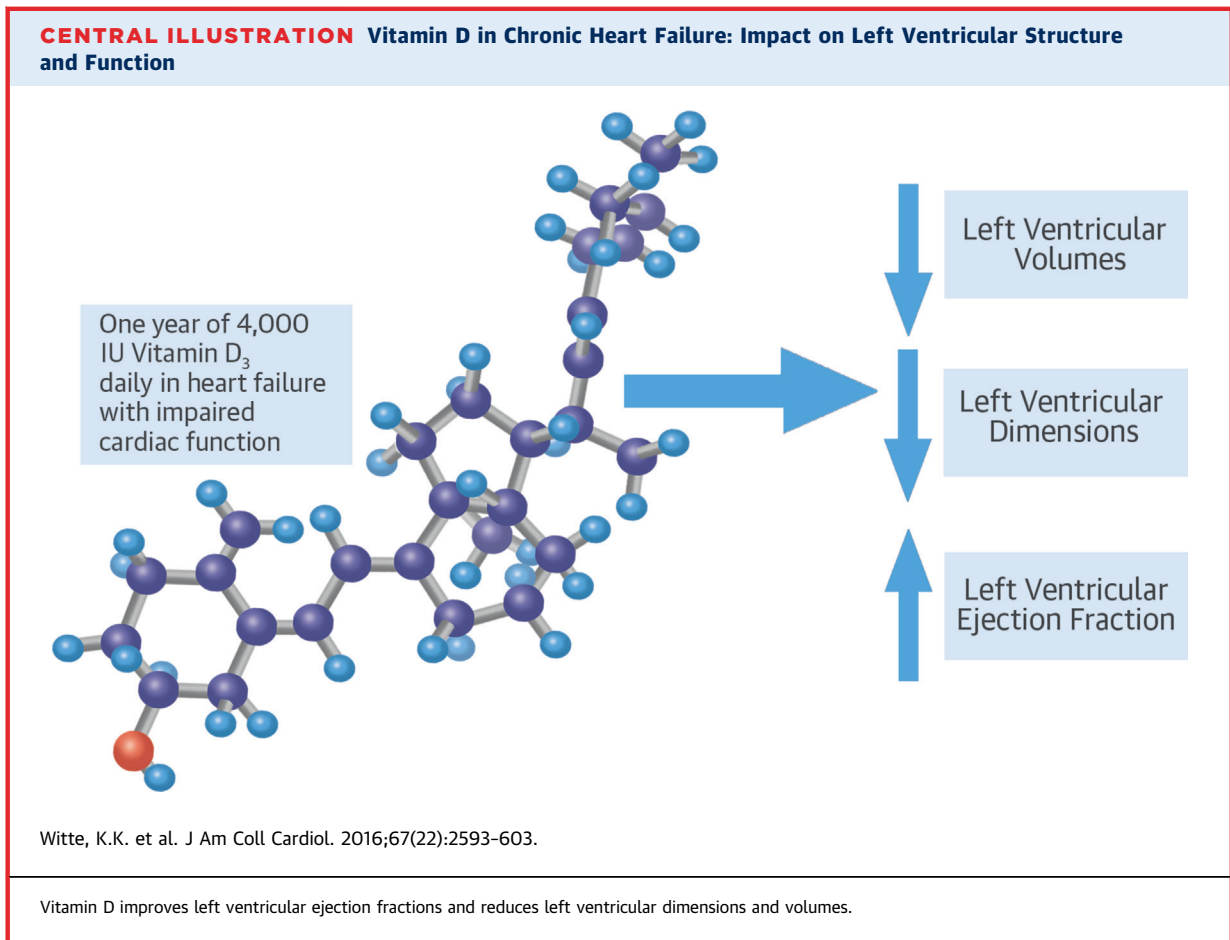 CENTRAL ILLUSTRATION Vitamin D in Chronic Heart Failure: Impact on Left Ventricular Structure
and Function
One year of 4,000
IU Vitamin D₃
daily in heart failure
with impaired
cardiac function
Left Ventricular
Volumes
Left Ventricular
Dimensions
Left Ventricular
Ejection Fraction
Witte, K.K. et al. J Am Coll Cardiol. 2016;67(22):2593–603.
Vitamin D improves left ventricular ejection fractions and reduces left ventricular dimensions and volumes.